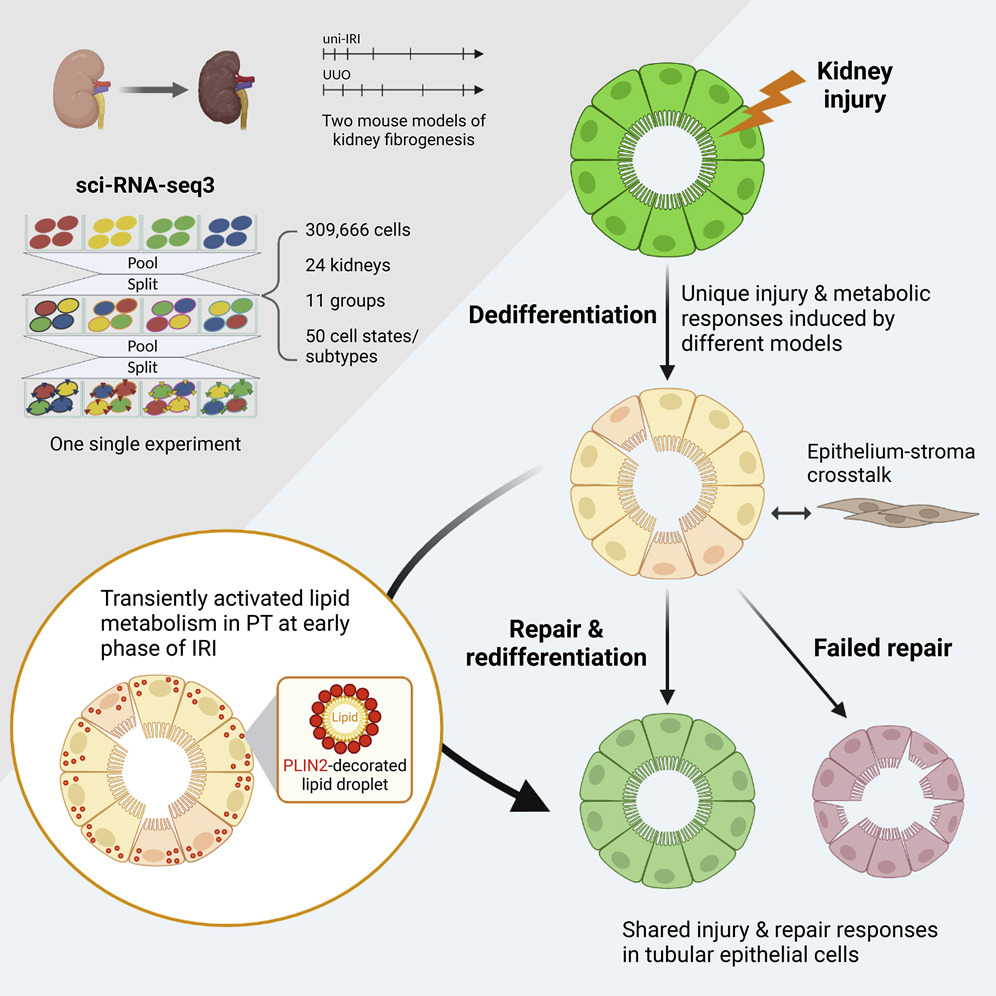 uni-IRI
UUO
Two mouse models of
kidney fibrogenesis
sci-RNA-seq3
Pool
Split
Pool
Split
One single experiment
309,666 cells
24 kidneys
11 groups
50 cell states/
subtypes
Kidney
injury
Dedifferentiation
Unique injury & metabolic
responses induced by
different models
Epithelium-stroma
crosstalk
Transiently activated lipid
metabolism in PT at early
phase of IRI
Lipid
PLIN2-decorated
lipid droplet
Repair &
redifferentiation
Failed repair
Shared injury & repair responses
in tubular epithelial cells